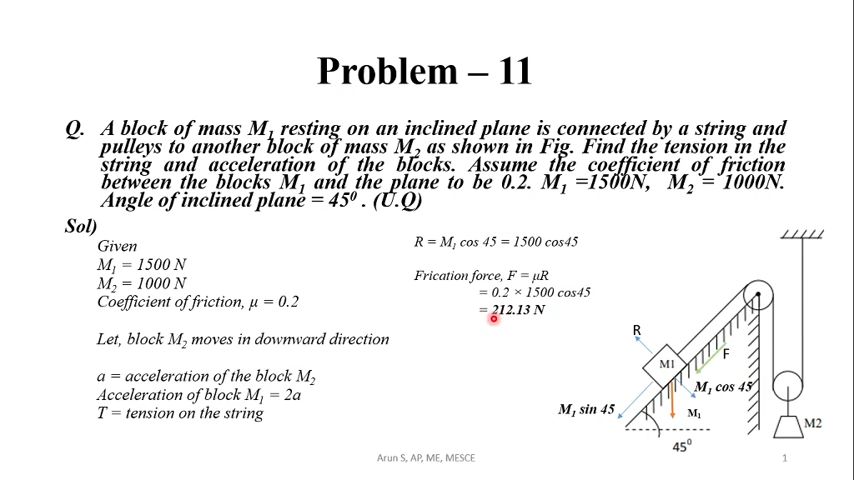 Problem – 11
Q. A block of mass M₁ resting on an inclined plane is connected by a string and
pulleys to another block of mass M₂ as shown in Fig. Find the tension in the
string and acceleration of the blocks. Assume the coefficient of friction
between the blocks M₁ and the plane to be 0.2. M₁ =1500N, M₂ = 1000N.
Angle of inclined plane = 45⁰ . (U.Q)
Sol)
Given
M₁ = 1500 N
M₂ = 1000 N
Coefficient of friction, μ = 0.2
Let, block M₂ moves in downward direction
a = acceleration of the block M₂
Acceleration of block M₁ = 2a
T = tension on the string
R = M₁ cos 45 = 1500 cos45
Frication force, F = μR
= 0.2 × 1500 cos45
= 212.13 N
R
M1
F
M₁ cos 45
M₁ sin 45
M₁
M2
45⁰
Arun S, AP, ME, MESCE
1